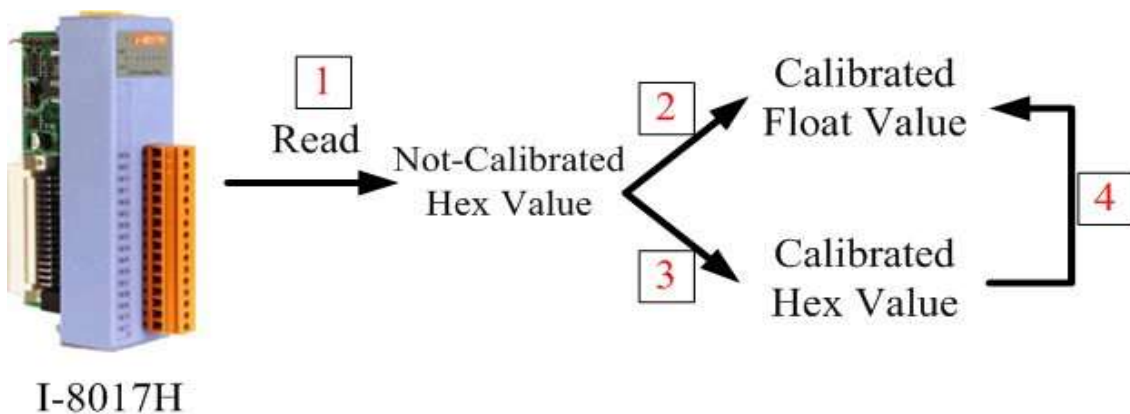 1
Read
Not-Calibrated
Hex Value
2
Calibrated
Float Value
3
Calibrated
Hex Value
4
I-8017H